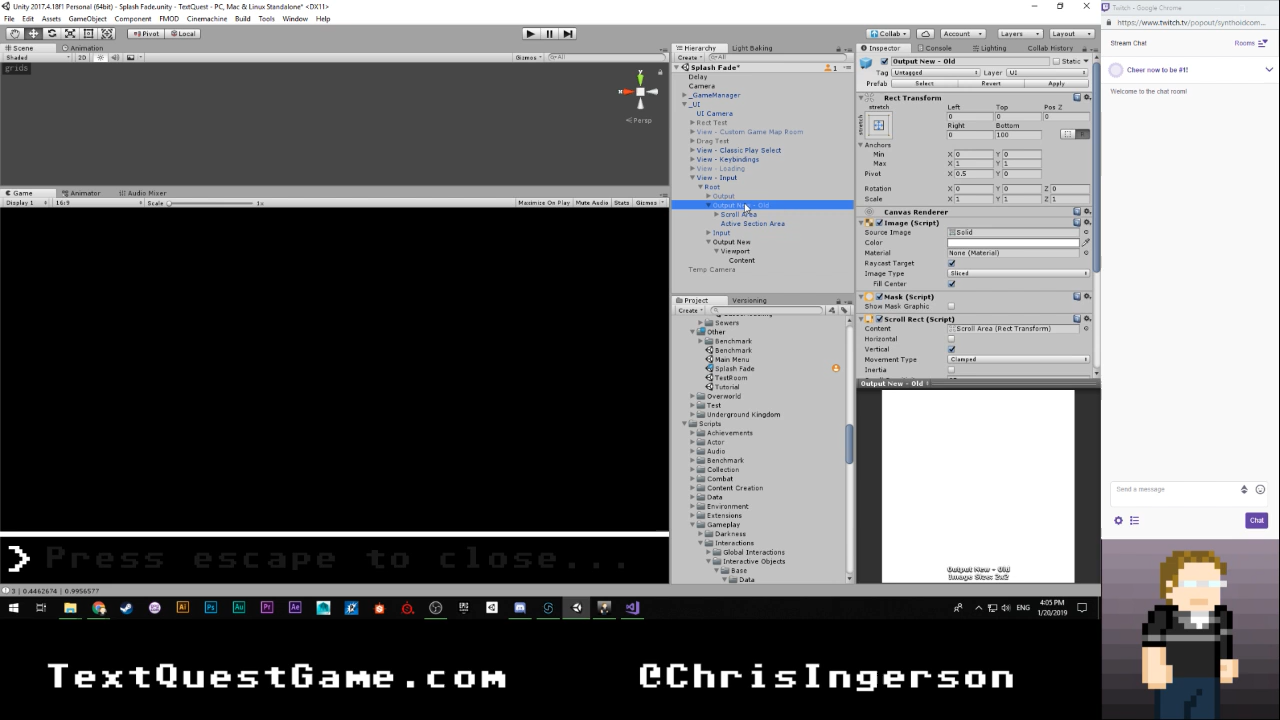 Unity 2017.4.18f1 Personal (64bit) - Splash Fade.unity - TextQuest - PC, Mac & Linux Standalone* <DX11>
File Edit Assets GameObject Component FMOD Cinemachine Window Help
Pivot Local
Collab Account Layers Layout
Scene Animation
Shaded 2D Gizmos All
grids
Persp
Game Animator Audio Mixer
Display 1 16:9 Scale 1x Maximize On Play Mute Audio Stats Gizmos
Press escape to close...
3 | 0.4462674 | 0.9956577
Hierarchy Light Baking
Create All
Splash Fade* 1
Delay
Camera
_GameManager
_UI
UI Camera
Rect Test
View - Custom Game Map Room
Drag Test
View - Classic Play Select
View - Keybindings
View - Loading
View - Input
Root
Output
Output New - Old
Scroll Area
Active Section Area
Input
Output New
Viewport
Content
Temp Camera
Project Versioning
Create
Sewers
Other
Benchmark
Benchmark
Main Menu
Splash Fade
TestRoom
Tutorial
Overworld
Test
Underground Kingdom
Scripts
Achievements
Actor
Audio
Benchmark
Collection
Combat
Content Creation
Data
Environment
Extensions
Gameplay
Darkness
Interactions
Global Interactions
Interactive Objects
Base
Data
Inspector Console Lighting Collab History
Output New - Old Static
Tag Untagged Layer UI
Prefab Select Revert Apply
Rect Transform
stretch Left Top Pos Z
0 0 0
stretch Right Bottom
0 100 R
Anchors
Min X 0 Y 0
Max X 1 Y 1
Pivot X 0.5 Y 0
Rotation X 0 Y 0 Z 0
Scale X 1 Y 1 Z 1
Canvas Renderer
Image (Script)
Source Image Solid
Color
Material None (Material)
Raycast Target
Image Type Sliced
Fill Center
Mask (Script)
Show Mask Graphic
Scroll Rect (Script)
Content Scroll Area (Rect Transform)
Horizontal
Vertical
Movement Type Clamped
Inertia
Output New - Old
Output New - Old
Image Size: 2x2
Twitch - Google Chrome
https://www.twitch.tv/popout/synthoidcom...
Stream Chat Rooms
Cheer now to be #1!
Welcome to the chat room!
Send a message
Chat
ENG 4:05 PM
1/20/2019
TextQuestGame.com @ChrisIngerson